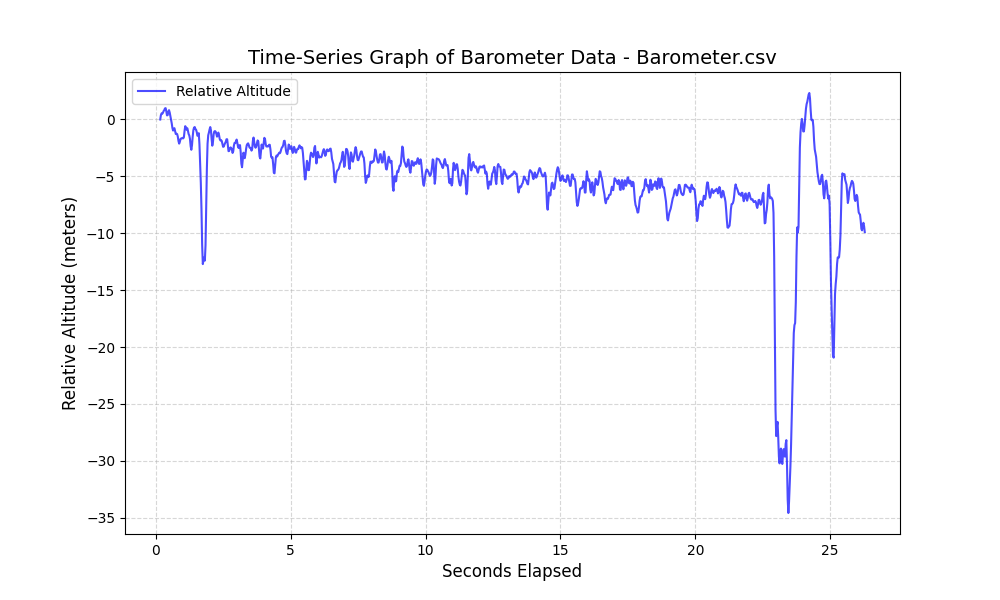 Time-Series Graph of Barometer Data - Barometer.csv
Relative Altitude
Relative Altitude (meters)
0
−5
−10
−15
−20
−25
−30
−35
0 5 10 15 20 25
Seconds Elapsed